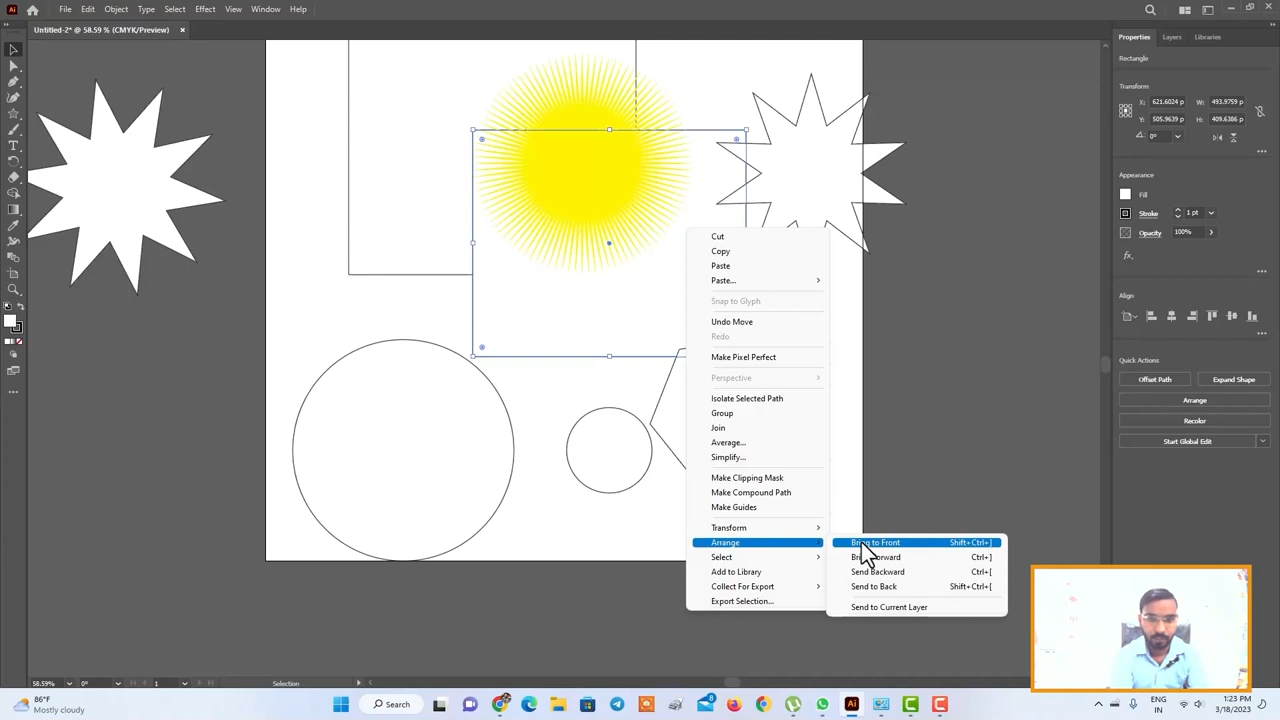 Ai
File Edit Object Type Select Effect View Window Help
Untitled-2* @ 58.59 % (CMYK/Preview) ×
Properties Layers Libraries
Rectangle
Transform
X: 621.6024 p W: 493.9759 p
Y: 505.9639 p H: 409.6386 p
0°
Appearance
Fill
Stroke 1 pt
Opacity 100%
fx
Align
Quick Actions
Offset Path Expand Shape
Arrange
Recolor
Start Global Edit
Cut
Copy
Paste
Paste...
Snap to Glyph
Undo Move
Redo
Make Pixel Perfect
Perspective
Isolate Selected Path
Group
Join
Average...
Simplify...
Make Clipping Mask
Make Compound Path
Make Guides
Transform
Arrange
Select
Add to Library
Collect For Export
Export Selection...
to Front Shift+Ctrl+]
Ctrl+]
Send Backward Ctrl+[
Send to Back Shift+Ctrl+[
Send to Current Layer
58.59% 0° 1 Selection
86°F
Mostly cloudy
Search
8
Ai
ENG
IN
1:23 PM
3/18/2023